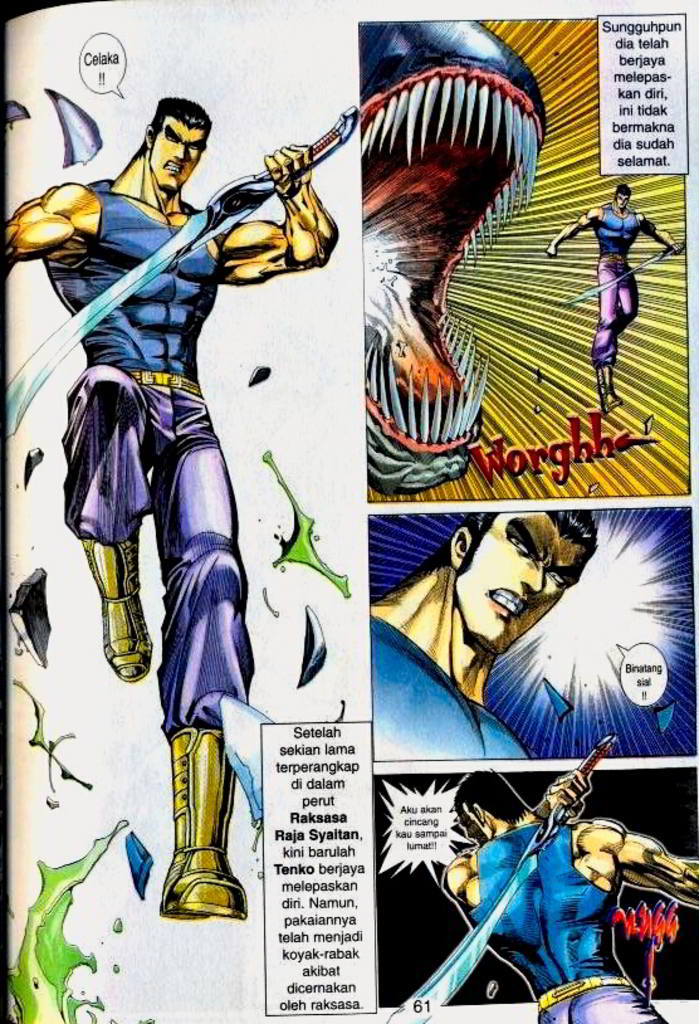 Celaka
!!
Setelah
sekian lama
terperangkap
di dalam
perut
Raksasa
Raja Syaitan,
kini barulah
Tenko berjaya
melepaskan
diri. Namun,
pakaiannya
telah menjadi
koyak-rabak
akibat
dicernakan
oleh raksasa.
Sungguhpun
dia telah
berjaya
melepas-
kan diri,
ini tidak
bermakna
dia sudah
selamat.
Worghh
Binatang
sial
!!
Aku akan
cincang
kau sampai
lumat!!
61